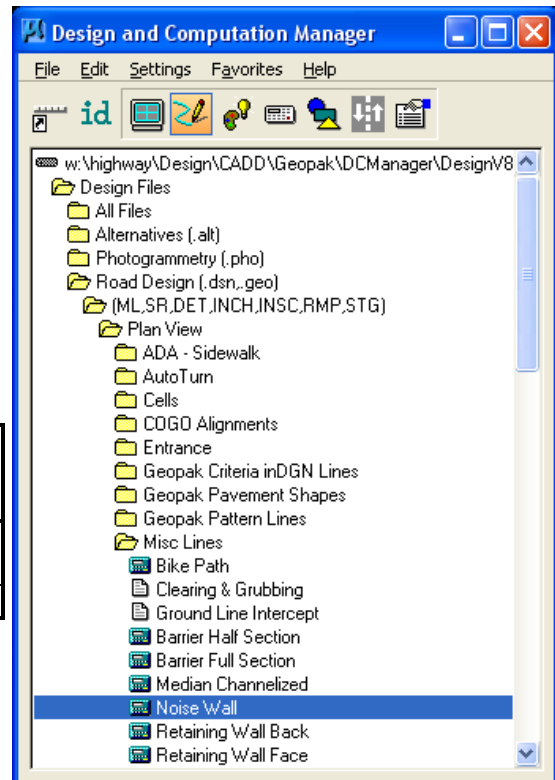 Design and Computation Manager
File Edit Settings Favorites Help
id
w:\highway\Design\CADD\Geopak\DCManager\DesignV8
Design Files
All Files
Alternatives (.alt)
Photogrammetry (.pho)
Road Design (.dsn,.geo)
(ML,SR,DET,INCH,INSC,RMP,STG)
Plan View
ADA - Sidewalk
AutoTurn
Cells
COGO Alignments
Entrance
Geopak Criteria inDGN Lines
Geopak Pavement Shapes
Geopak Pattern Lines
Misc Lines
Bike Path
Clearing & Grubbing
Ground Line Intercept
Barrier Half Section
Barrier Full Section
Median Channelized
Noise Wall
Retaining Wall Back
Retaining Wall Face